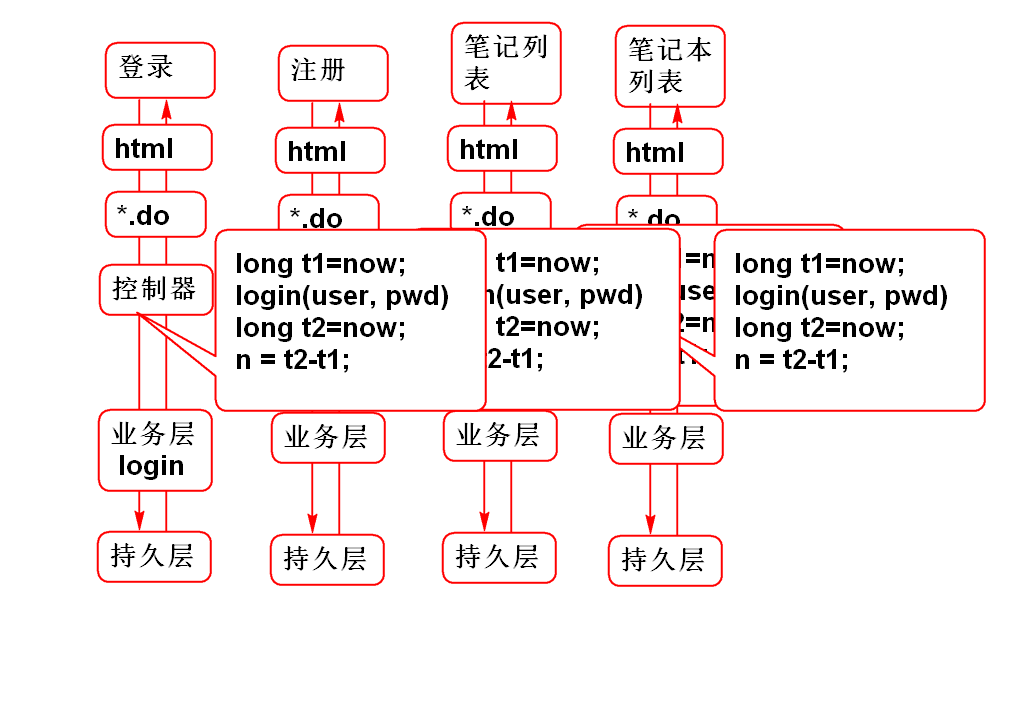 登录
html
*.do
控制器
业务层
login
持久层
注册
html
*.do
业务层
持久层
笔记列
表
html
*.do
业务层
持久层
笔记本
列表
html
*.do
业务层
持久层
long t1=now;
login(user, pwd)
long t2=now;
n = t2-t1;
t1=now;
(user, pwd)
t2=now;
2-t1;
long t1=now;
login(user, pwd)
long t2=now;
n = t2-t1;